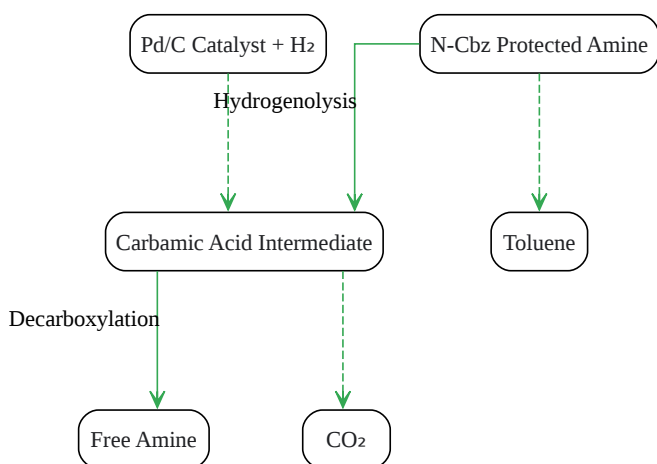 Pd/C Catalyst + H₂
N-Cbz Protected Amine
Hydrogenolysis
Carbamic Acid Intermediate
Toluene
Decarboxylation
Free Amine
CO₂